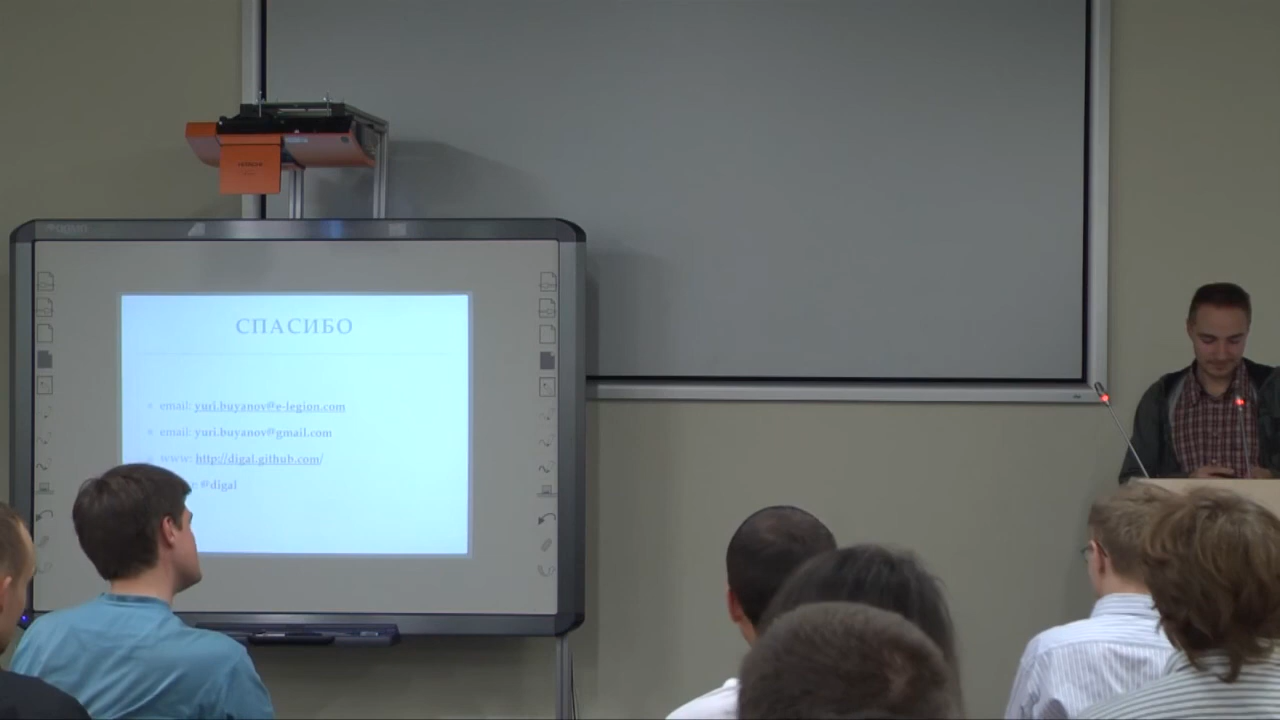 СПАСИБО
email: yuri.buyanov@e-legion.com
email: yuri.buyanov@gmail.com
www: http://digal.github.com/
@digal